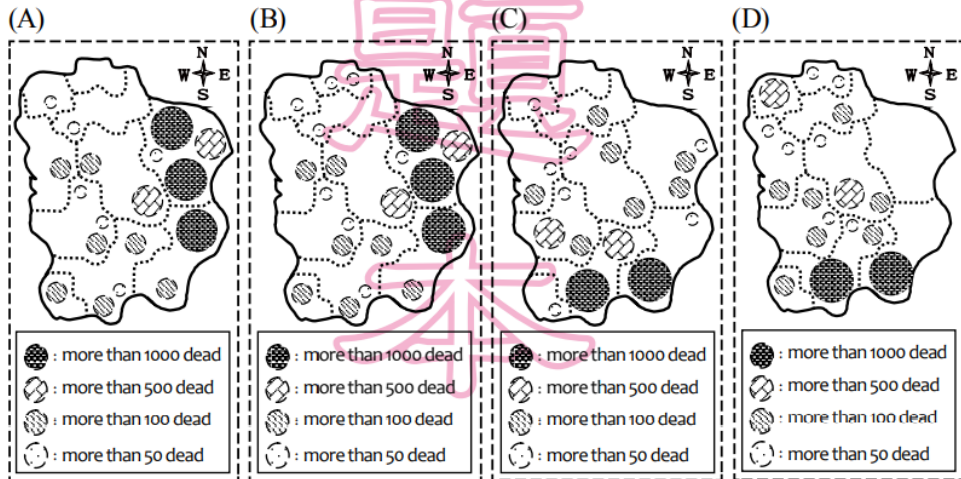 (A)
(B)
(C)
(D)
N
W E
S
N
W E
S
N
W E
S
N
W E
S
: more than 1000 dead
: more than 500 dead
: more than 100 dead
: more than 50 dead
: more than 1000 dead
: more than 500 dead
: more than 100 dead
: more than 50 dead
: more than 1000 dead
: more than 500 dead
: more than 100 dead
: more than 50 dead
: more than 1000 dead
: more than 500 dead
: more than 100 dead
: more than 50 dead
題
本